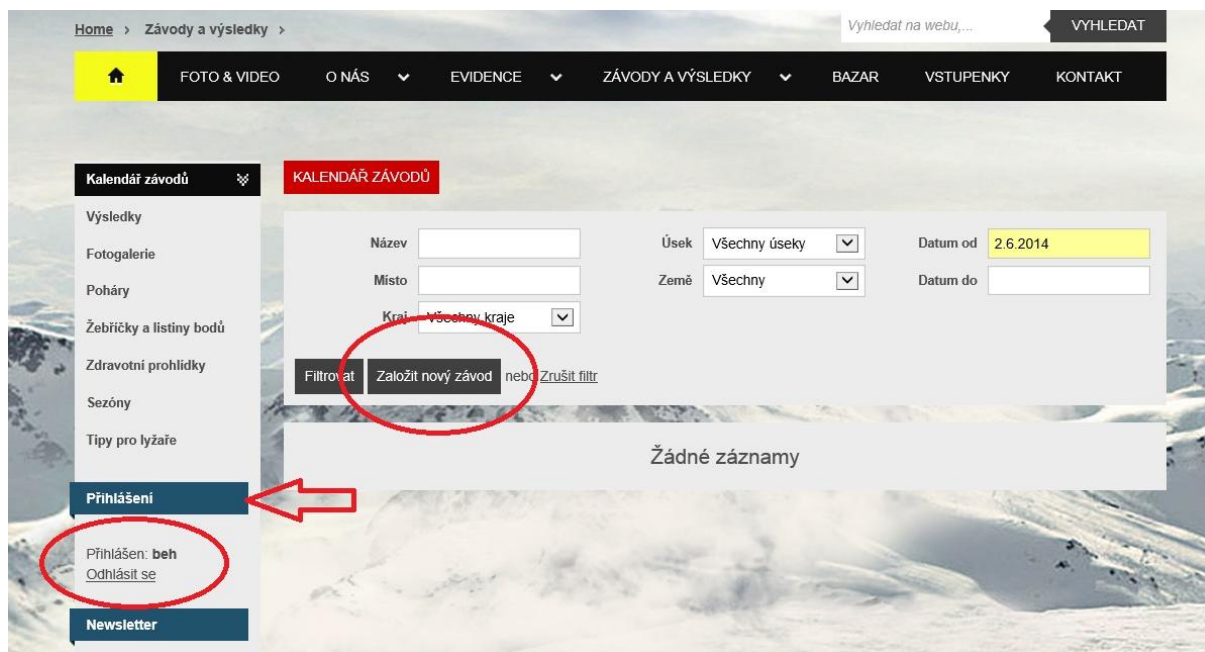 Home > Závody a výsledky >
Vyhledat na webu,...
VYHLEDAT
FOTO & VIDEO O NÁS EVIDENCE ZÁVODY A VÝSLEDKY BAZAR VSTUPENKY KONTAKT
Kalendář závodů
Výsledky
Fotogalerie
Poháry
Žebříčky a listiny bodů
Zdravotní prohlídky
Sezóny
Tipy pro lyžaře
Přihlášení
Přihlášen: beh
Odhlásit se
Newsletter
KALENDÁŘ ZÁVODŮ
Název Úsek Všechny úseky Datum od 2.6.2014
Místo Země Všechny Datum do
Kraj Všechny kraje
Filtrovat Založit nový závod nebo Zrušit filtr
Žádné záznamy